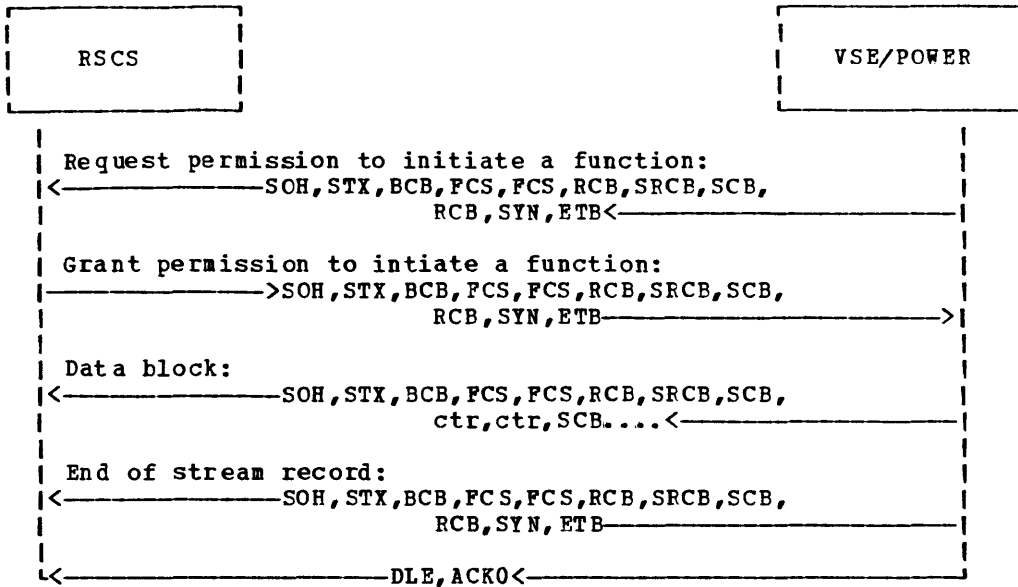 RSCS
VSE/POWER
Request permission to initiate a function:
SOH,STX,BCB,FCS,FCS,RCB,SRCB,SCB,
RCB,SYN,ETB
Grant permission to intiate a function:
SOH,STX,BCB,FCS,FCS,RCB,SRCB,SCB,
RCB,SYN,ETB
Data block:
SOH,STX,BCB,FCS,FCS,RCB,SRCB,SCB,
ctr,ctr,SCB....
End of stream record:
SOH,STX,BCB,FCS,FCS,RCB,SRCB,SCB,
RCB,SYN,ETB
DLE,ACK0